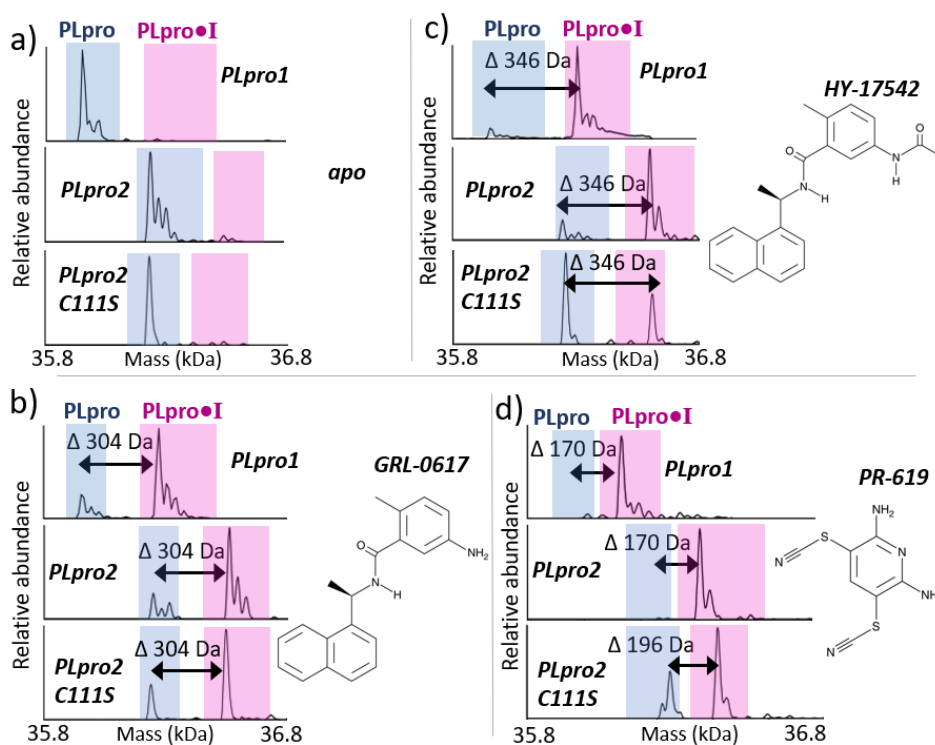 a)
PLpro PLpro●I
PLpro1
PLpro2
PLpro2
C111S
apo
Relative abundance
35.8 Mass (kDa) 36.8
c)
PLpro PLpro●I
Δ 346 Da
PLpro1
Δ 346 Da
PLpro2
Δ 346 Da
PLpro2
C111S
Relative abundance
35.8 Mass (kDa) 36.8
HY-17542
O
N
H
N
H
O
b)
PLpro PLpro●I
Δ 304 Da
PLpro1
Δ 304 Da
PLpro2
Δ 304 Da
PLpro2
C111S
Relative abundance
35.8 Mass (kDa) 36.8
GRL-0617
O
N
H
NH₂
d)
PLpro PLpro●I
Δ 170 Da
PLpro1
Δ 170 Da
PLpro2
Δ 196 Da
PLpro2
C111S
Relative abundance
35.8 Mass (kDa) 36.8
PR-619
NH₂
S
N
N
NH
S
N